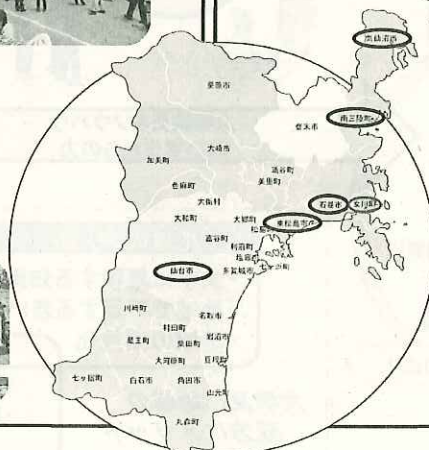 気仙沼市
栗原市
南三陸町
登米市
大崎市
加美町
涌谷町
美里町
色麻町
大衡村
石巻市
女川町
大和町
大郷町
東松島市
松島町
富谷町
利府町
塩竈市
仙台市
多賀城市
七ヶ浜町
川崎町
名取市
村田町
岩沼市
蔵王町
柴田町
大河原町
亘理町
七ヶ宿町
白石市
角田市
山元町
丸森町